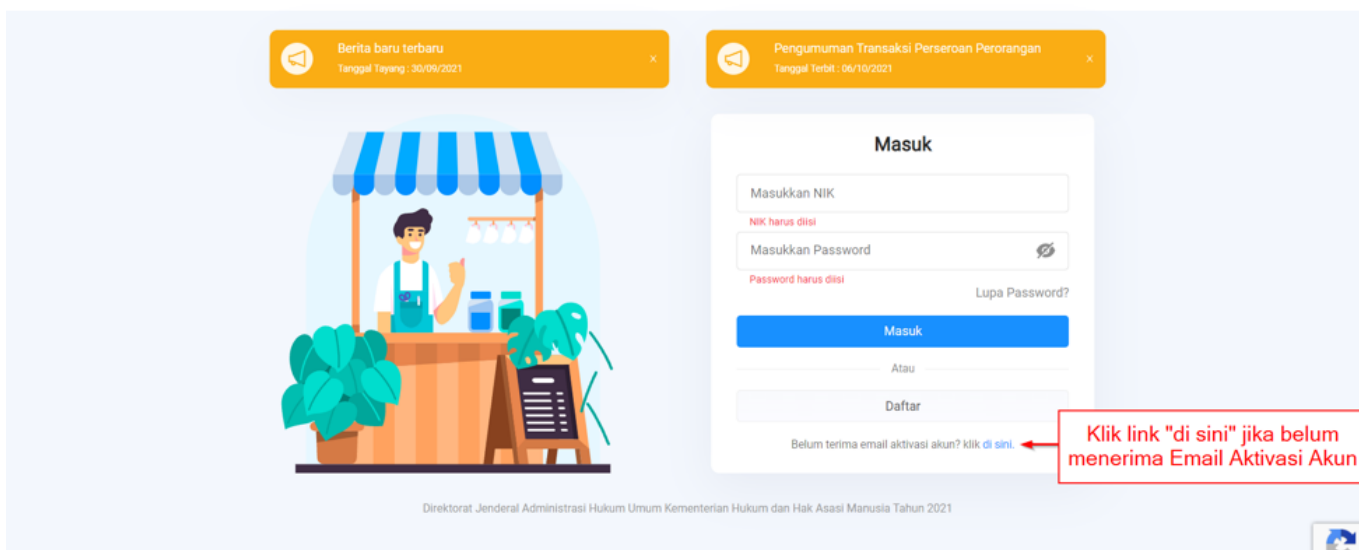 Berita baru terbaru
Tanggal Tayang : 30/09/2021
x
Pengumuman Transaksi Perseroan Perorangan
Tanggal Terbit : 06/10/2021
x
Masuk
Masukkan NIK
NIK harus diisi
Masukkan Password
Password harus diisi
Lupa Password?
Masuk
Atau
Daftar
Belum terima email aktivasi akun? klik di sini.
Klik link "di sini" jika belum
menerima Email Aktivasi Akun
Direktorat Jenderal Administrasi Hukum Umum Kementerian Hukum dan Hak Asasi Manusia Tahun 2021